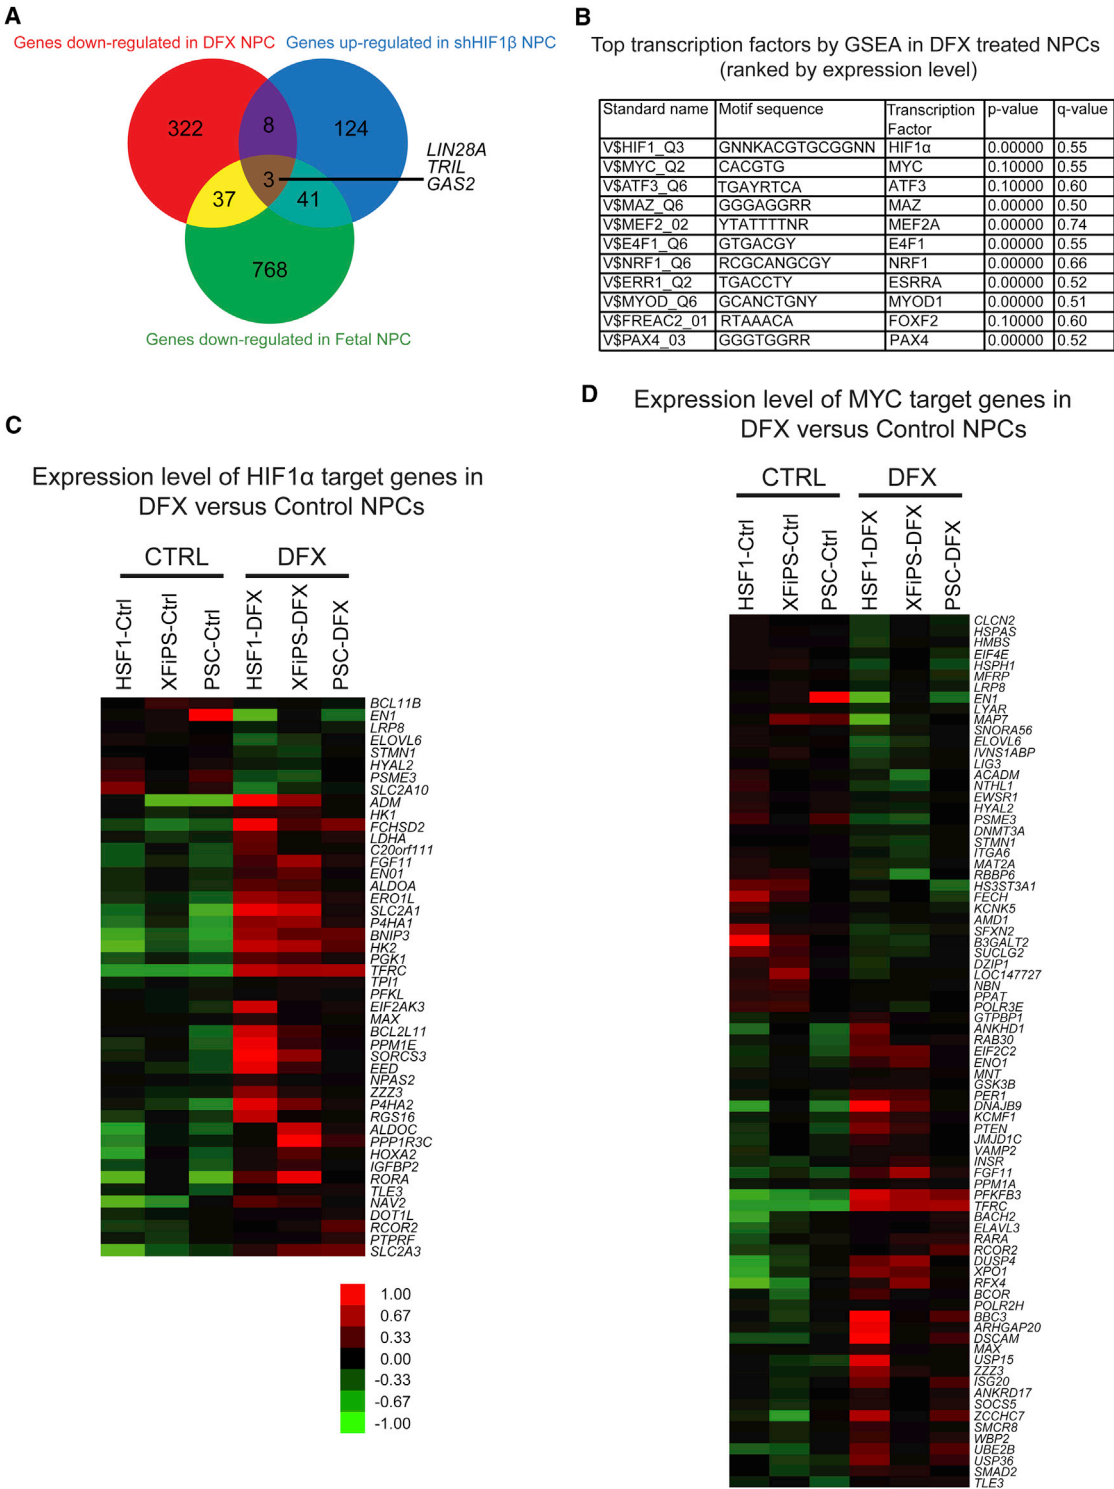 A
Genes down-regulated in DFX NPC
Genes up-regulated in shHIF1β NPC
322
8
124
LIN28A
TRIL
GAS2
3
37
41
768
Genes down-regulated in Fetal NPC
B
Top transcription factors by GSEA in DFX treated NPCs
(ranked by expression level)
Standard name Motif sequence Transcription Factor p-value q-value
V$HIF1_Q3 GNNKACGTGCGGNN HIF1α 0.00000 0.55
V$MYC_Q2 CACGTG MYC 0.10000 0.55
V$ATF3_Q6 TGAYRTCA ATF3 0.10000 0.60
V$MAZ_Q6 GGGAGGRR MAZ 0.00000 0.50
V$MEF2_02 YTATTTTNR MEF2A 0.00000 0.74
V$E4F1_Q6 GTGACGY E4F1 0.00000 0.55
V$NRF1_Q6 RCGCANGCGY NRF1 0.00000 0.66
V$ERR1_Q2 TGACCTY ESRRA 0.00000 0.52
V$MYOD_Q6 GCANCTGNY MYOD1 0.00000 0.51
V$FREAC2_01 RTAAACA FOXF2 0.10000 0.60
V$PAX4_03 GGGTGGRR PAX4 0.00000 0.52
C
Expression level of HIF1α target genes in
DFX versus Control NPCs
CTRL DFX
HSF1-Ctrl
XFiPS-Ctrl
PSC-Ctrl
HSF1-DFX
XFiPS-DFX
PSC-DFX
BCL11B
EN1
LRP8
ELOVL6
STMN1
HYAL2
PSME3
SLC2A10
ADM
HK1
FCHSD2
LDHA
C20orf111
FGF11
EN01
ALDOA
ERO1L
SLC2A1
P4HA1
BNIP3
HK2
PGK1
TFRC
TPI1
PFKL
EIF2AK3
MAX
BCL2L11
PPM1E
SORCS3
EED
NPAS2
ZZZ3
P4HA2
RGS16
ALDOC
PPP1R3C
HOXA2
IGFBP2
RORA
TLE3
NAV2
DOT1L
RCOR2
PTPRF
SLC2A3
1.00
0.67
0.33
0.00
-0.33
-0.67
-1.00
D
Expression level of MYC target genes in
DFX versus Control NPCs
CTRL DFX
HSF1-Ctrl
XFiPS-Ctrl
PSC-Ctrl
HSF1-DFX
XFiPS-DFX
PSC-DFX
CLCN2
HSPAS
HMBS
EIF4E
HSPH1
MFRP
LRP8
EN1
LYAR
MAP7
SNORA56
ELOVL6
IVNS1ABP
LIG3
ACADM
NTHL1
EWSR1
HYAL2
PSME3
DNMT3A
STMN1
ITGA6
MAT2A
RBBP6
HS3ST3A1
FECH
KCNK5
AMD1
SFXN2
B3GALT2
SUCLG2
DZIP1
LOC147727
NBN
PPAT
POLR3E
GTPBP1
ANKHD1
RAB30
EIF2C2
ENO1
MNT
GSK3B
PER1
DNAJB9
KCMF1
PTEN
JMJD1C
VAMP2
INSR
FGF11
PPM1A
PFKFB3
TFRC
BACH2
ELAVL3
RARA
RCOR2
DUSP4
XPO1
RFX4
BCOR
POLR2H
BBC3
ARHGAP20
DSCAM
MAX
USP15
ZZZ3
ISG20
ANKRD17
SOCS5
ZCCHC7
SMCR8
WBP2
UBE2B
USP36
SMAD2
TLE3